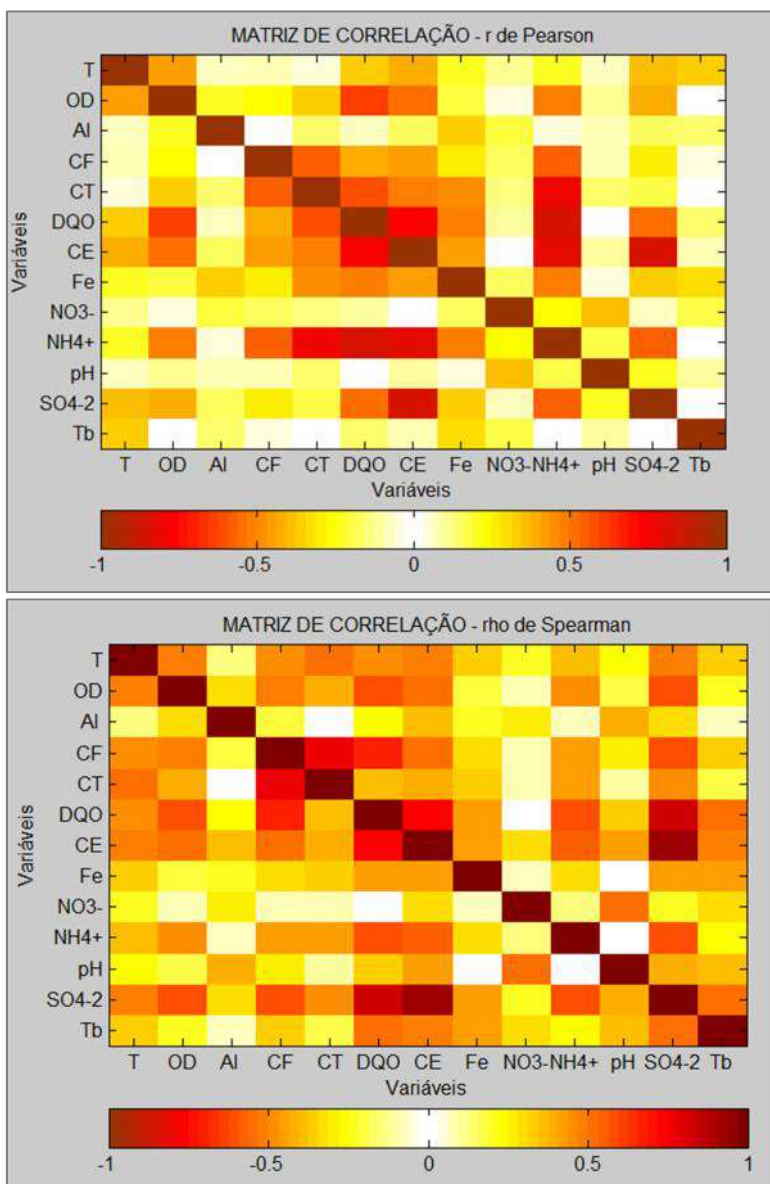 MATRIZ DE CORRELAÇÃO - r de Pearson
T
OD
Al
CF
CT
DQO
CE
Fe
NO3-
NH4+
pH
SO4-2
Tb
Variáveis
T OD Al CF CT DQO CE Fe NO3- NH4+ pH SO4-2 Tb
Variáveis
-1 -0.5 0 0.5 1
MATRIZ DE CORRELAÇÃO - rho de Spearman
T
OD
Al
CF
CT
DQO
CE
Fe
NO3-
NH4+
pH
SO4-2
Tb
Variáveis
T OD Al CF CT DQO CE Fe NO3- NH4+ pH SO4-2 Tb
Variáveis
-1 -0.5 0 0.5 1